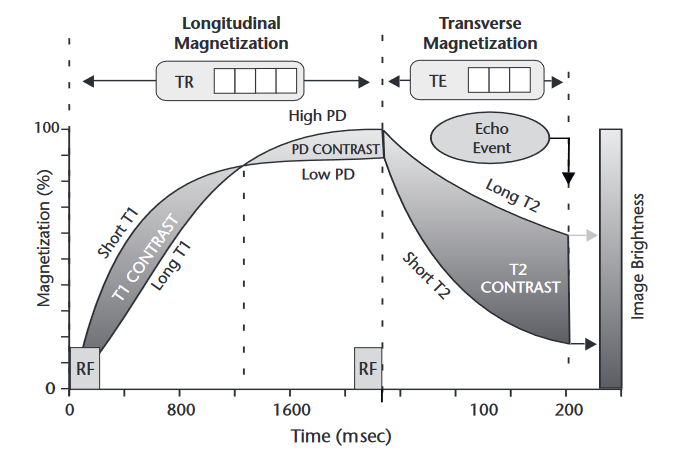 Longitudinal
Magnetization
Transverse
Magnetization
TR
TE
High PD
100
PD CONTRAST
Low PD
Echo
Event
Long T2
Short T1
T1 CONTRAST
Long T1
Short T2
T2
CONTRAST
Magnetization (%)
Image Brightness
RF
RF
0
0
800
1600
100
200
Time (msec)